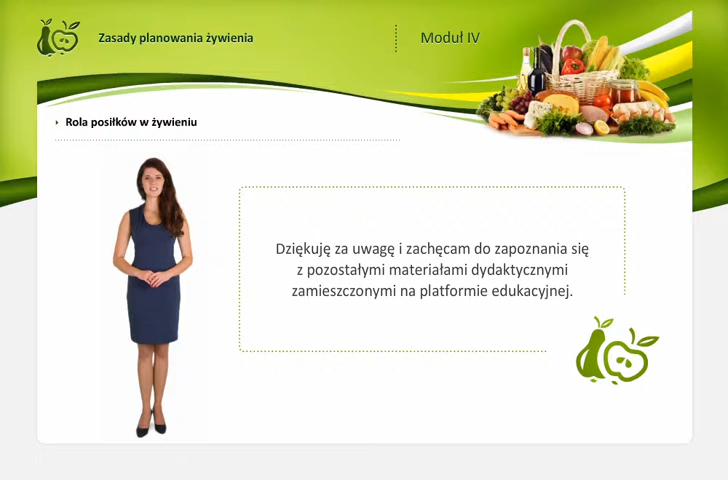 Zasady planowania żywienia
Moduł IV
Rola posiłków w żywieniu
Dziękuję za uwagę i zachęcam do zapoznania się
z pozostałymi materiałami dydaktycznymi
zamieszczonymi na platformie edukacyjnej.